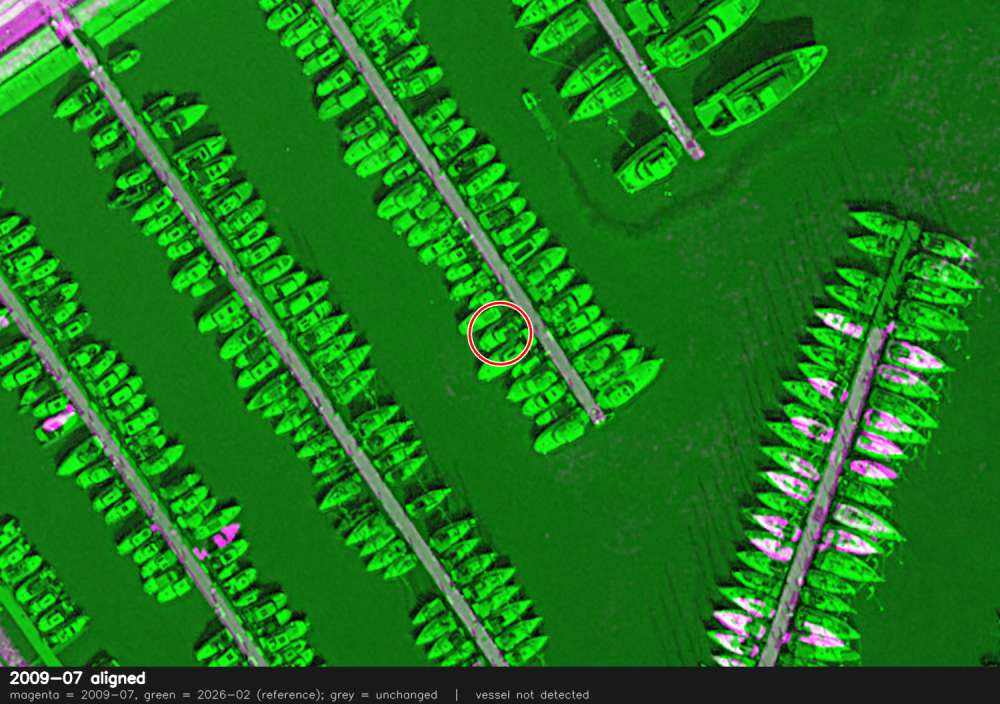 2009-07 aligned
magenta = 2009-07, green = 2026-02 (reference); grey = unchanged | vessel not detected